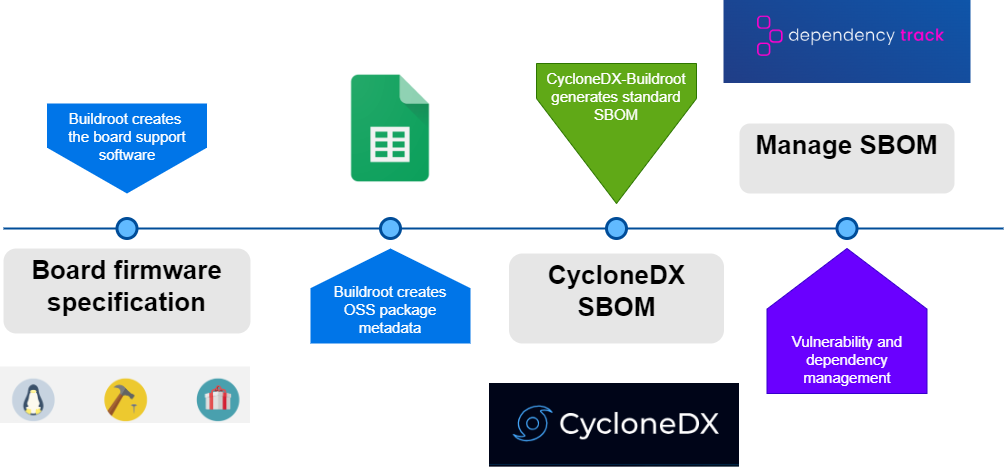 dependency track
CycloneDX-Buildroot
generates standard
SBOM
Buildroot creates
the board support
software
Manage SBOM
Board firmware
specification
Buildroot creates
OSS package
metadata
CycloneDX
SBOM
Vulnerability and
dependency
management
CycloneDX